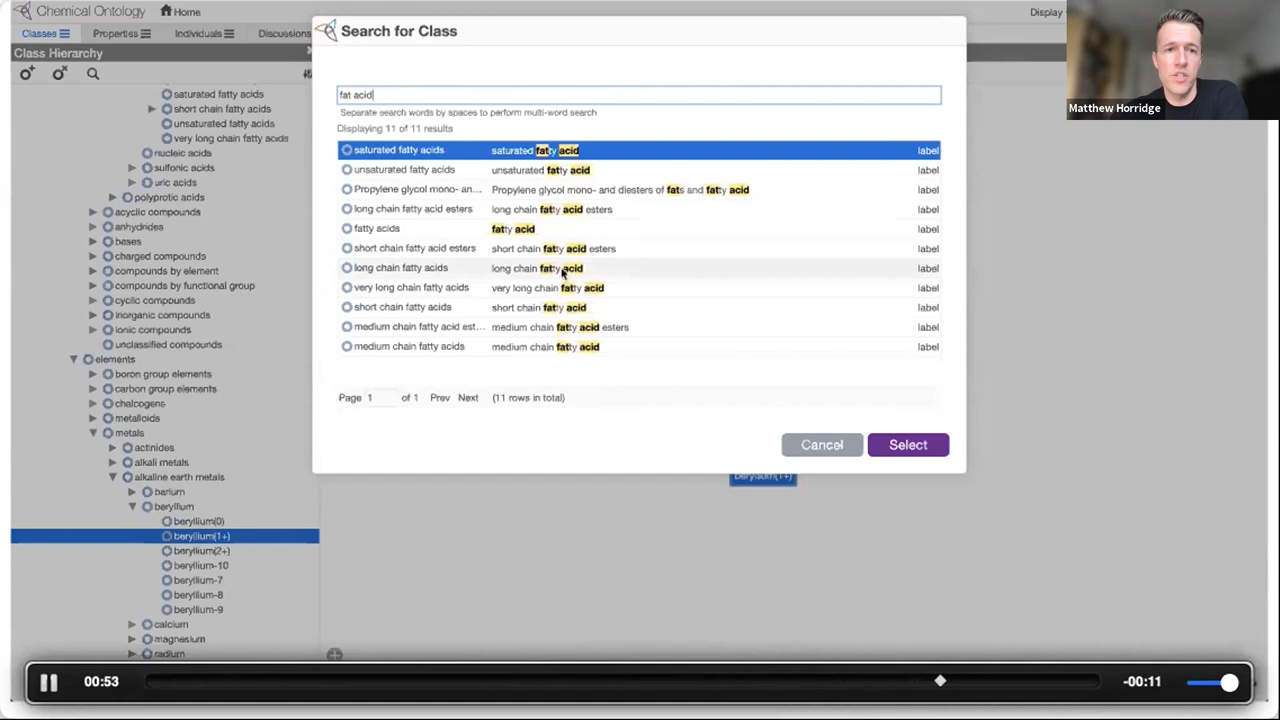 Chemical Ontology Home Display
Classes Properties Individuals Discussions
Class Hierarchy
saturated fatty acids
short chain fatty acids
unsaturated fatty acids
very long chain fatty acids
nucleic acids
sulfonic acids
uric acids
polyprotic acids
acyclic compounds
anhydrides
bases
charged compounds
compounds by element
compounds by functional group
cyclic compounds
inorganic compounds
ionic compounds
unclassified compounds
elements
boron group elements
carbon group elements
chalcogens
metalloids
metals
actinides
alkali metals
alkaline earth metals
barium
beryllium
beryllium(0)
beryllium(1+)
beryllium(2+)
beryllium-10
beryllium-7
beryllium-8
beryllium-9
calcium
magnesium
radium
Search for Class
fat acid
Separate search words by spaces to perform multi-word search
Displaying 11 of 11 results
saturated fatty acids saturated fatty acid label
unsaturated fatty acids unsaturated fatty acid label
Propylene glycol mono- an... Propylene glycol mono- and diesters of fats and fatty acid label
long chain fatty acid esters long chain fatty acid esters label
fatty acids fatty acid label
short chain fatty acid esters short chain fatty acid esters label
long chain fatty acids long chain fatty acid label
very long chain fatty acids very long chain fatty acid label
short chain fatty acids short chain fatty acid label
medium chain fatty acid est... medium chain fatty acid esters label
medium chain fatty acids medium chain fatty acid label
Page 1 of 1 Prev Next (11 rows in total)
Cancel Select
beryllium(1+)
Matthew Horridge
00:53 -00:11